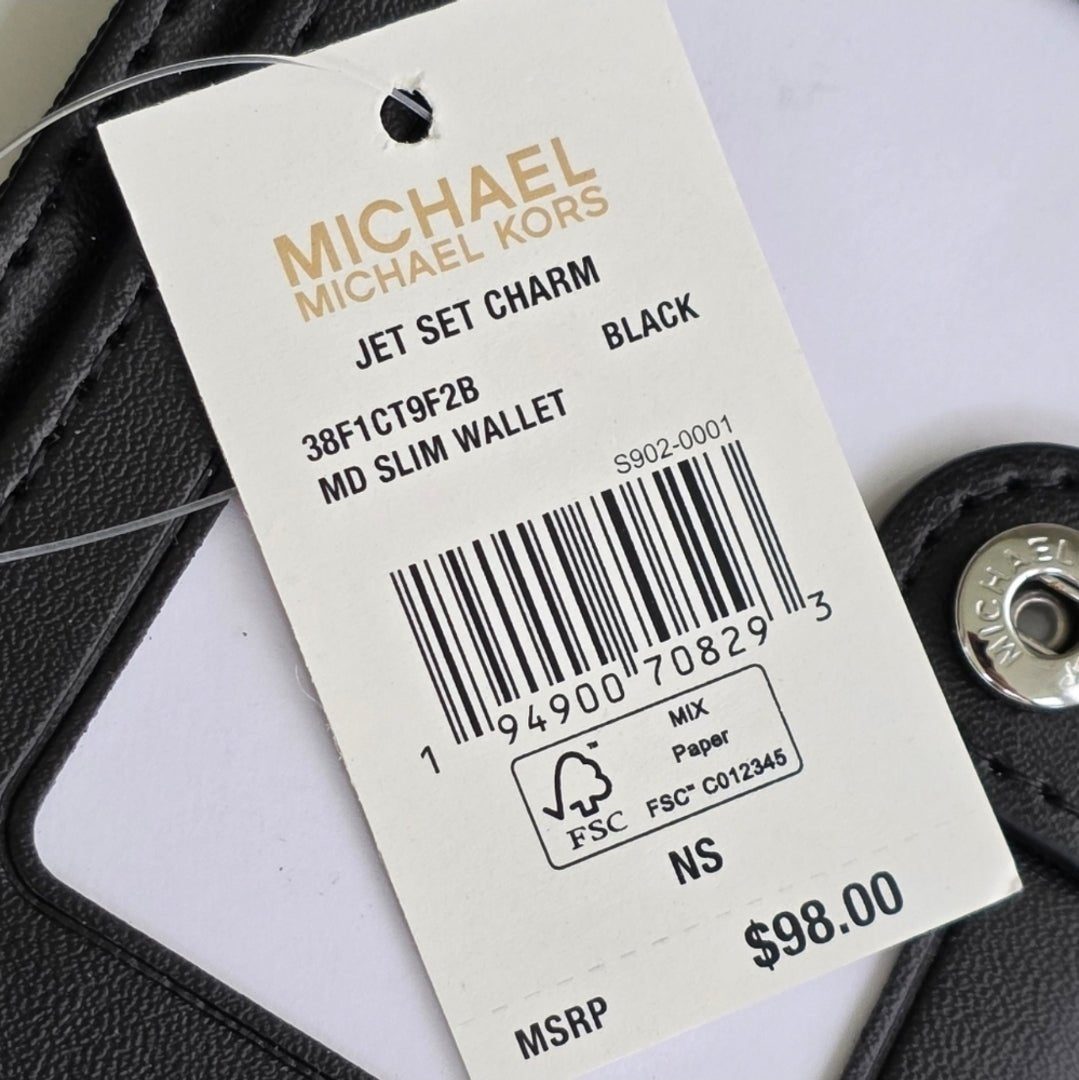 MICHAEL
MICHAEL KORS
JET SET CHARM
BLACK
38F1CT9F2B
MD SLIM WALLET
S902-0001
1 94900 70829 3
MIX
Paper
FSC™ C012345
FSC
NS
$98.00
MSRP
MICHAEL